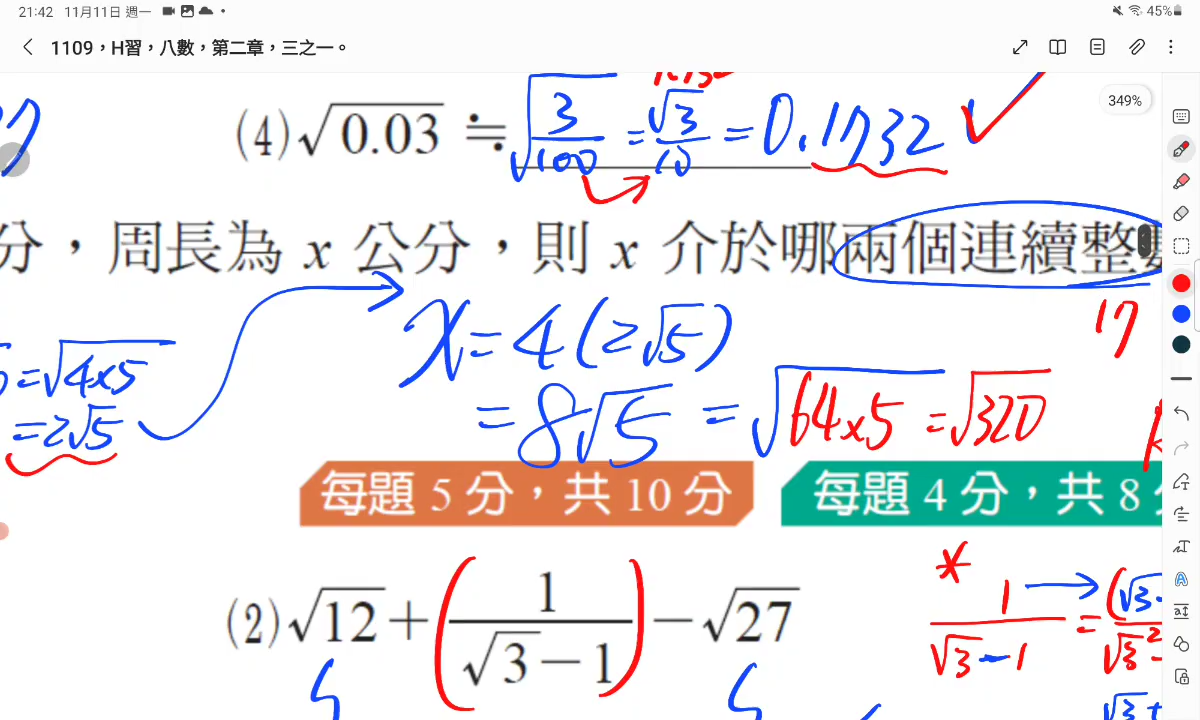 21:42 11月11日 週一 45%
1109，H習，八數，第二章，三之一。
349%
(4)√0.03 ≒ √(3/100) = √3/10 = 0.1732 ✓
分，周長為 x 公分，則 x 介於哪兩個連續整
x = 4(2√5)
17
= √(4×5)
= 8√5 = √(64×5) = √320
= 2√5
每題 5 分，共 10 分 每題 4 分，共 8
(2)√12 + (1/(√3−1)) − √27
* 1/(√3−1) =